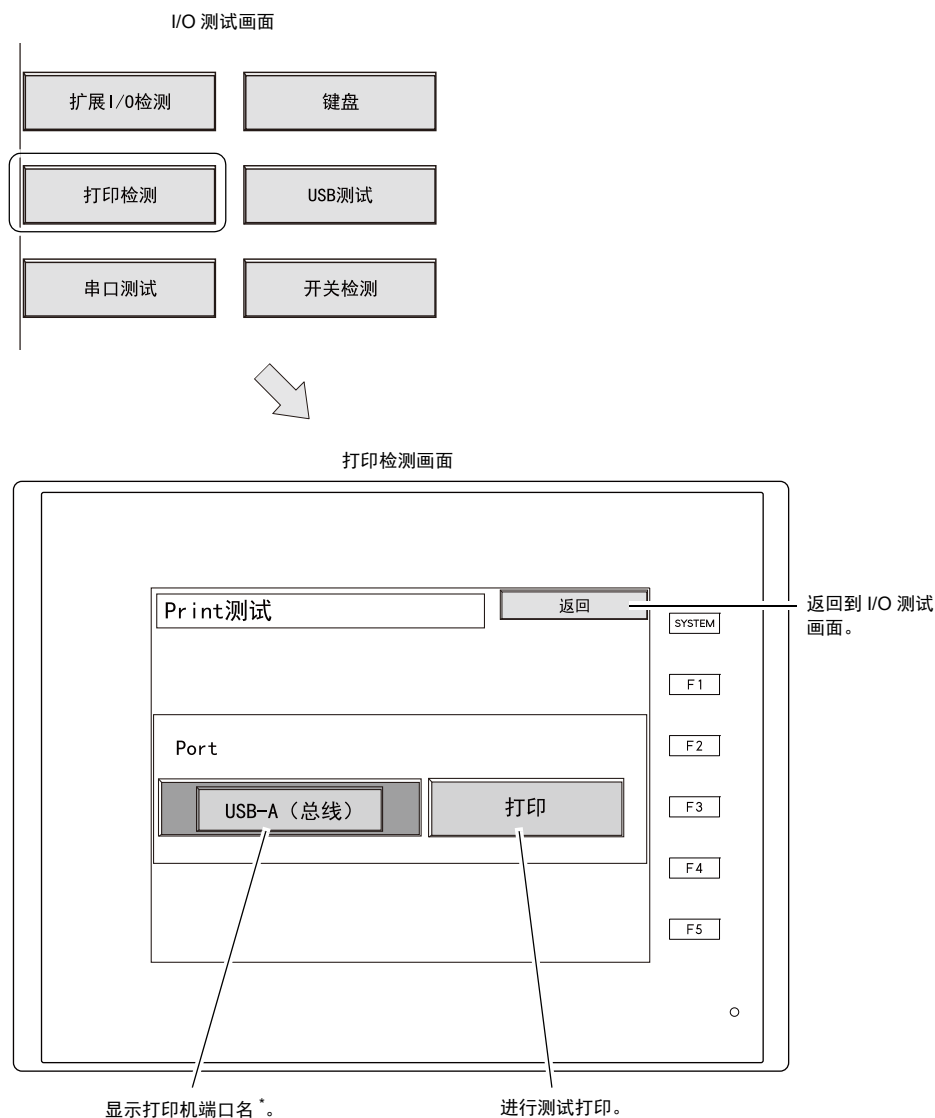 I/O 测试画面
扩展I/O检测
键盘
打印检测
USB测试
串口测试
开关检测
打印检测画面
Print测试
返回
返回到 I/O 测试
画面。
SYSTEM
F1
Port
F2
USB-A（总线）
打印
F3
F4
F5
显示打印机端口名*。
进行测试打印。